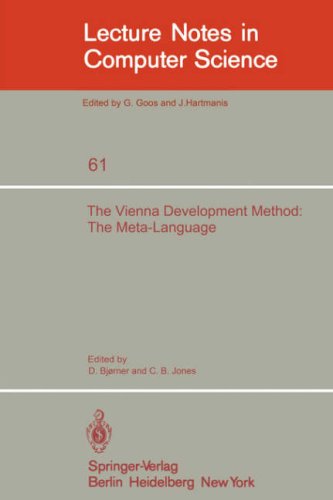 Lecture Notes in
Computer Science
Edited by G. Goos and J.Hartmanis
61
The Vienna Development Method:
The Meta-Language
Edited by
D. Bjørner and C. B. Jones
Springer-Verlag
Berlin Heidelberg New York